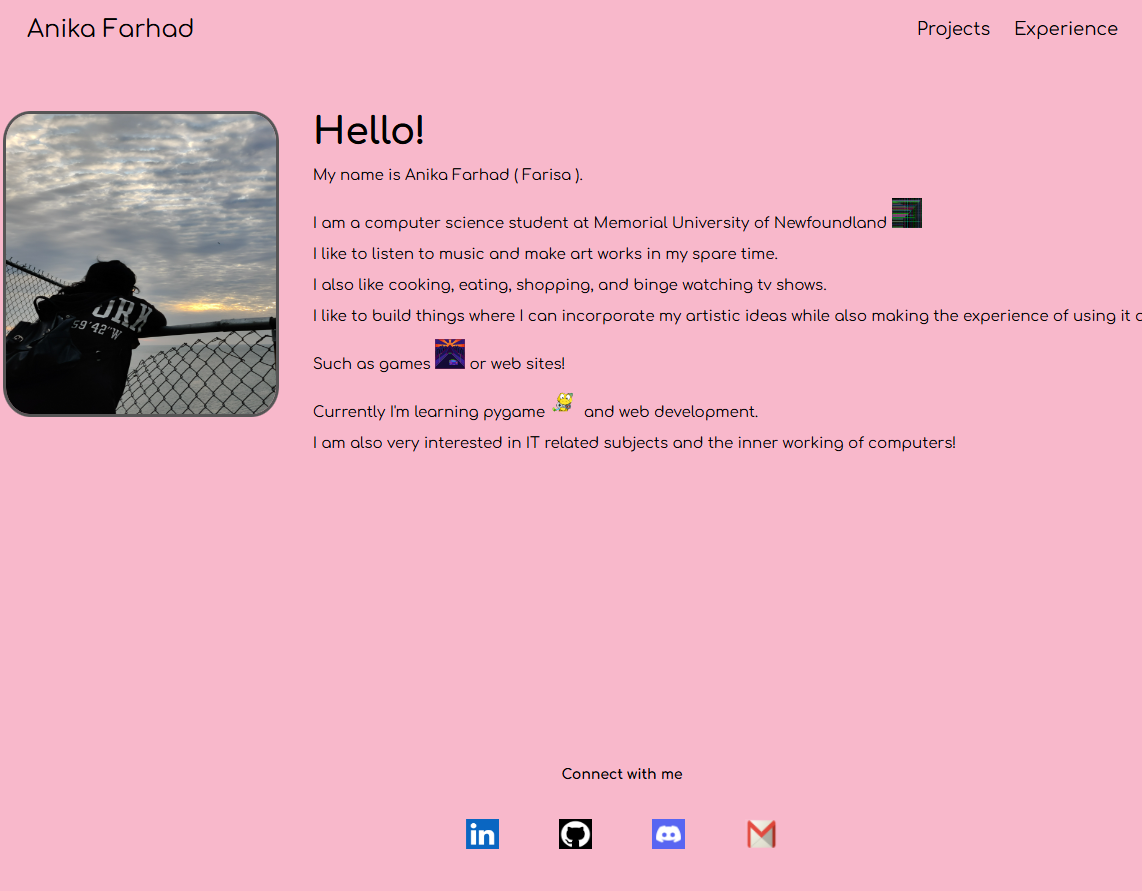 Anika Farhad
Projects Experience
Hello!
My name is Anika Farhad ( Farisa ).
I am a computer science student at Memorial University of Newfoundland
I like to listen to music and make art works in my spare time.
I also like cooking, eating, shopping, and binge watching tv shows.
I like to build things where I can incorporate my artistic ideas while also making the experience of using it
Such as games or web sites!
Currently I'm learning pygame and web development.
I am also very interested in IT related subjects and the inner working of computers!
59'42"W
Connect with me
in